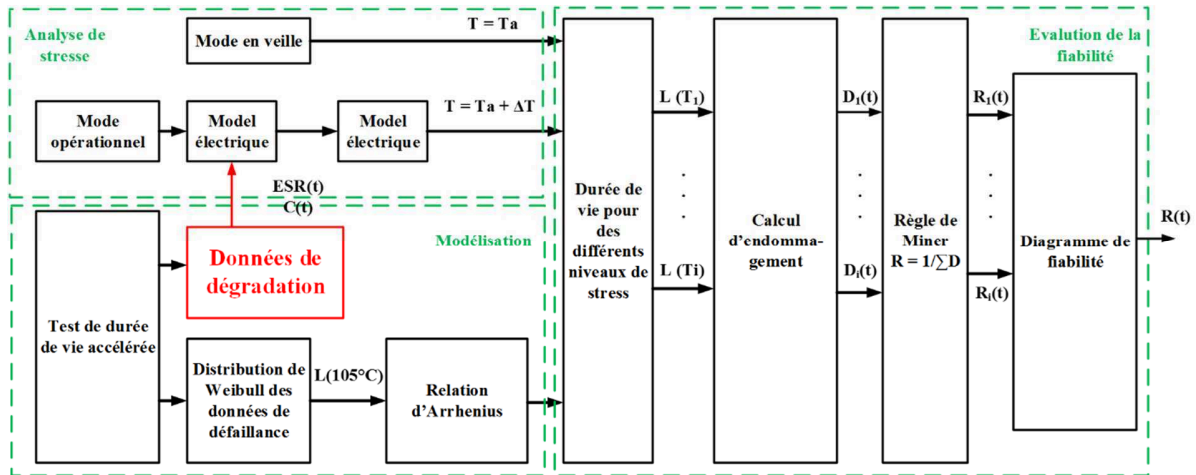 Analyse de
stresse
Mode en veille
T = Ta
Evalution de la
fiabilité
Mode
opérationnel
Model
électrique
Model
électrique
T = Ta + ΔT
ESR(t)
C(t)
Modélisation
Test de durée
de vie accélérée
Données de
dégradation
Distribution de
Weibull des
données de
défaillance
L(105°C)
Relation
d'Arrhenius
Durée de
vie pour
des
différents
niveaux de
stress
L (T₁)
L (Ti)
Calcul
d'endomma-
gement
D₁(t)
Dᵢ(t)
Règle de
Miner
R = 1/∑D
R₁(t)
Rᵢ(t)
Diagramme de
fiabilité
R(t)